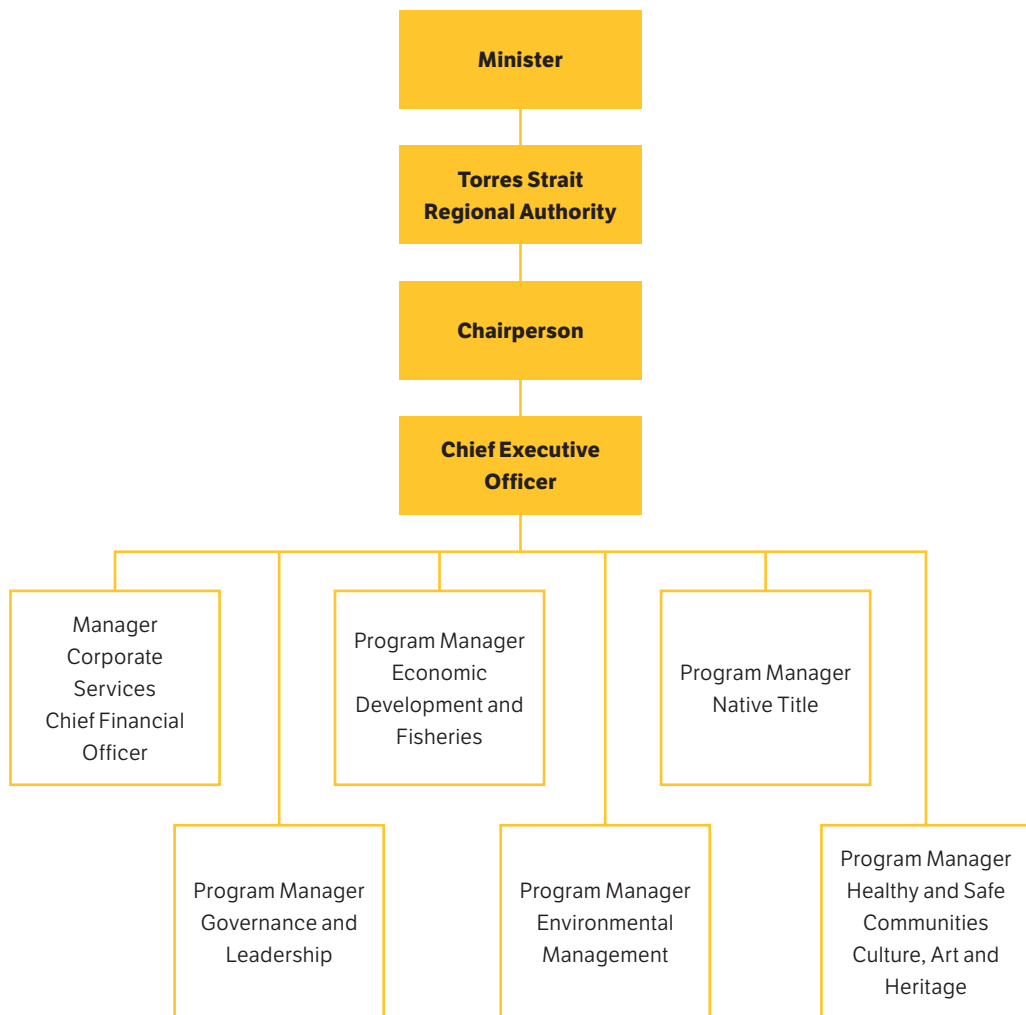 Minister
Torres Strait
Regional Authority
Chairperson
Chief Executive
Officer
Manager
Corporate
Services
Chief Financial
Officer
Program Manager
Economic
Development and
Fisheries
Program Manager
Native Title
Program Manager
Governance and
Leadership
Program Manager
Environmental
Management
Program Manager
Healthy and Safe
Communities
Culture, Art and
Heritage